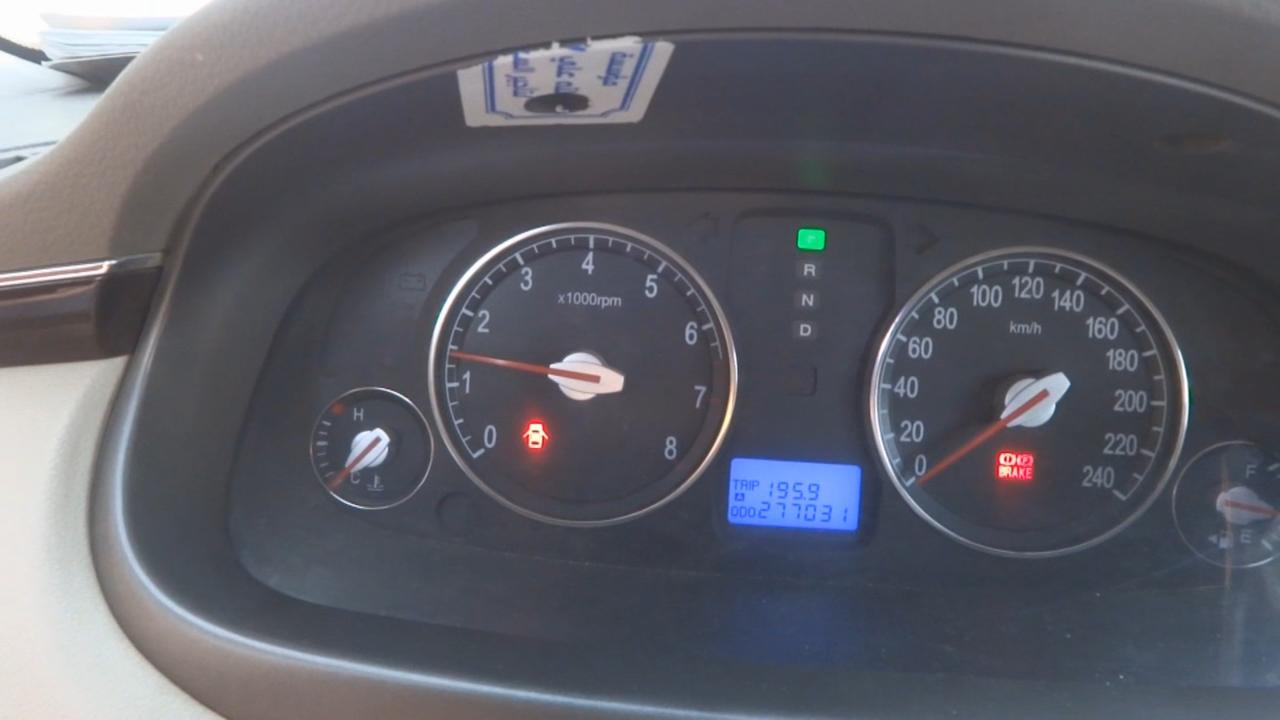 مؤسسة
0 1 2 3 4 5 6 7 8
x1000rpm
H
C
R
N
D
TRIP A 195.9
ODO 277031
0 20 40 60 80 100 120 140 160 180 200 220 240
km/h
BRAKE
F
E